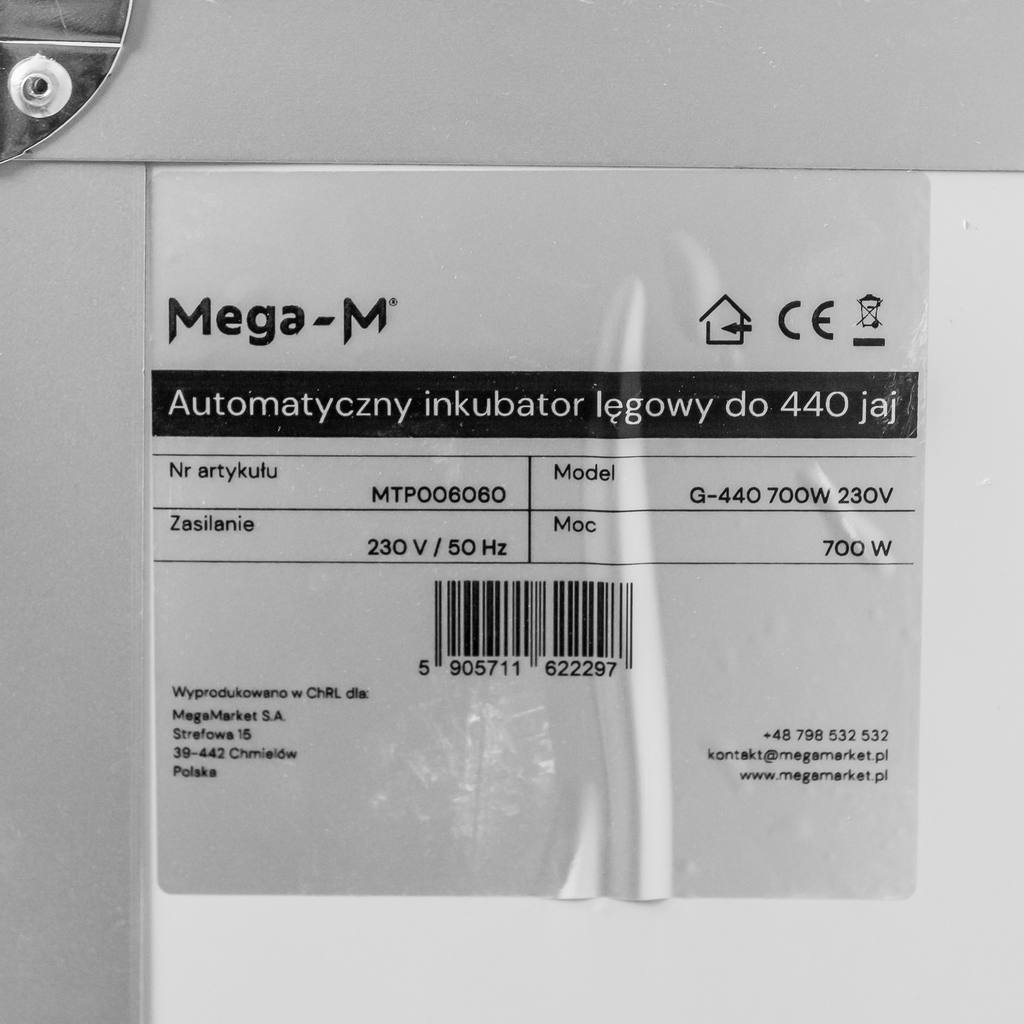 Mega-M®
CE
Automatyczny inkubator lęgowy do 440 jaj
Nr artykułu
MTP006060
Model
G-440 700W 230V
Zasilanie
230 V / 50 Hz
Moc
700 W
5 905711 622297
Wyprodukowano w ChRL dla:
MegaMarket S.A.
Strefowa 15
39-442 Chmielów
Polska
+48 798 532 532
kontakt@megamarket.pl
www.megamarket.pl